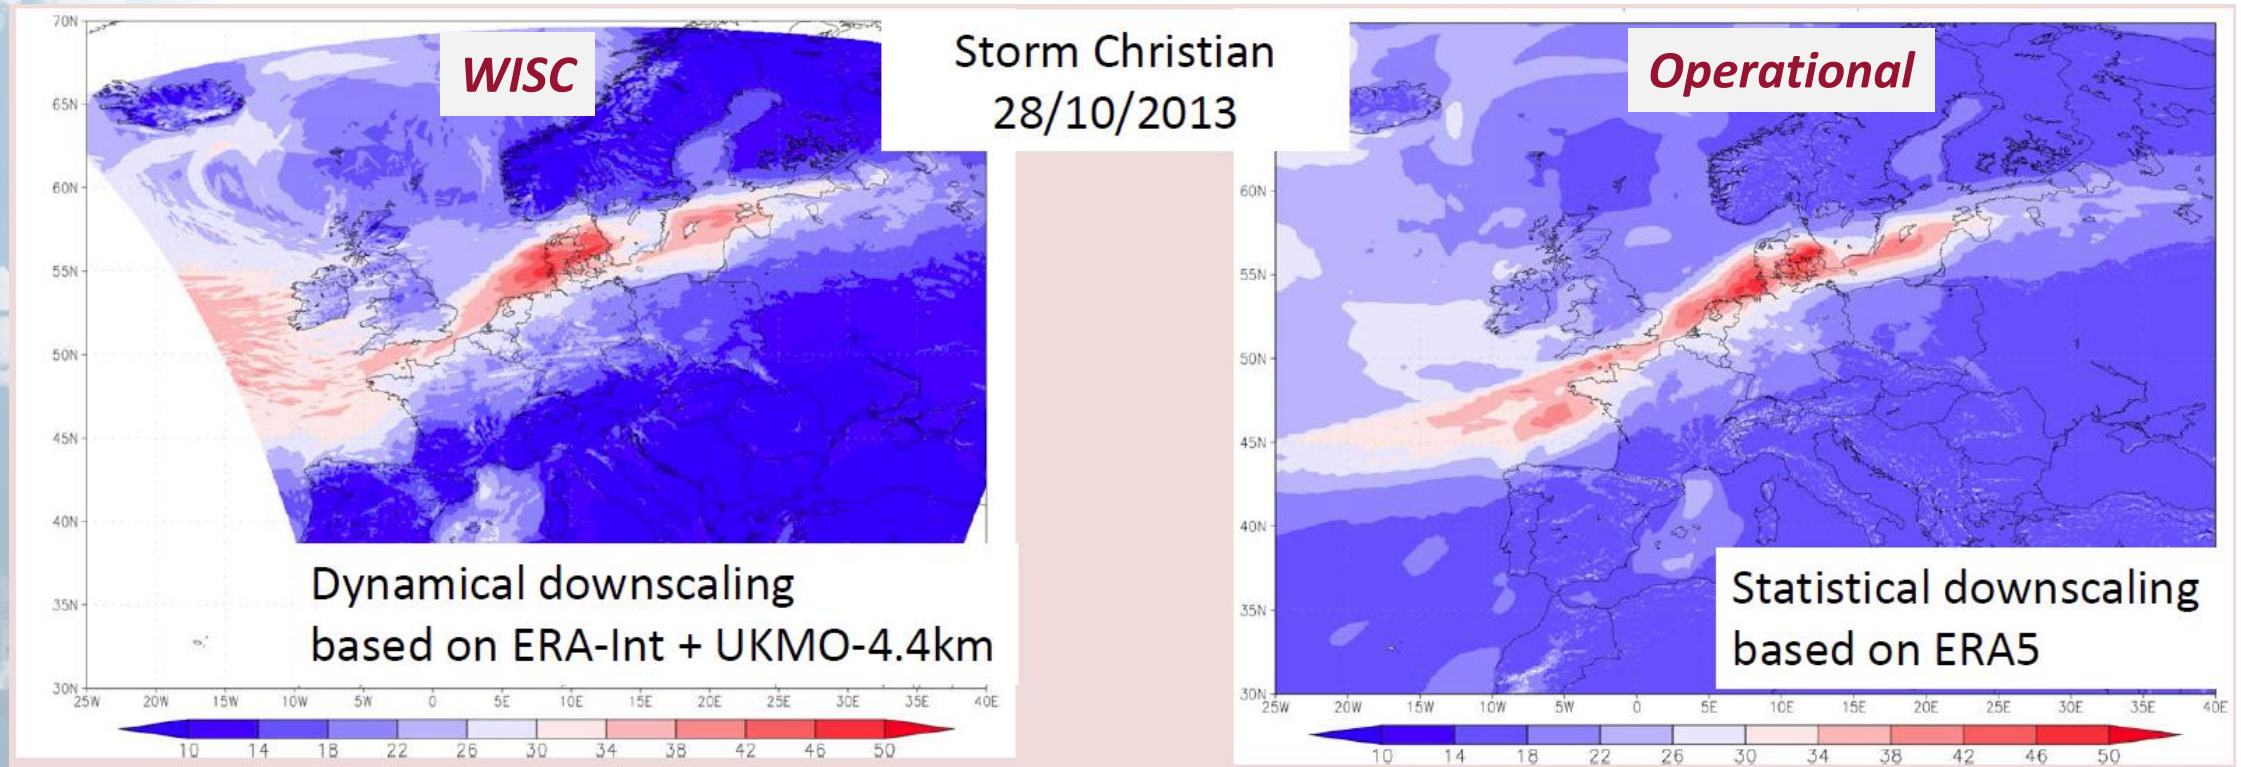 WISC
Storm Christian
28/10/2013
Operational
70N
65N
60N
55N
50N
45N
40N
35N
30N
25W 20W 15W 10W 5W 0 5E 10E 15E 20E 25E 30E 35E 40E
10 14 18 22 26 30 34 38 42 46 50
Dynamical downscaling
based on ERA-Int + UKMO-4.4km
60N
55N
50N
45N
40N
35N
30N
25W 20W 15W 10W 5W 0 5E 10E 15E 20E 25E 30E 35E 40E
10 14 18 22 26 30 34 38 42 46 50
Statistical downscaling
based on ERA5